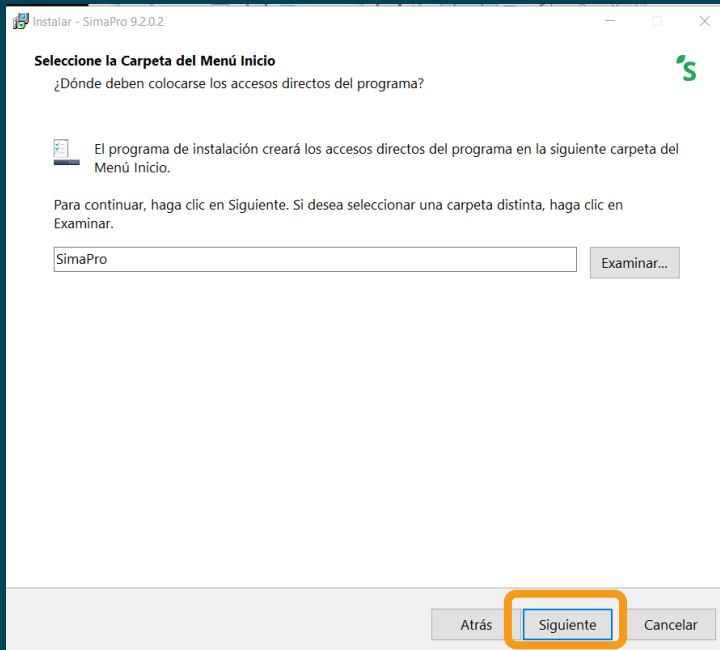 Instalar - SimaPro 9.2.0.2
Seleccione la Carpeta del Menú Inicio
¿Dónde deben colocarse los accesos directos del programa?
S
El programa de instalación creará los accesos directos del programa en la siguiente carpeta del
Menú Inicio.
Para continuar, haga clic en Siguiente. Si desea seleccionar una carpeta distinta, haga clic en
Examinar.
SimaPro
Examinar...
Atrás
Siguiente
Cancelar